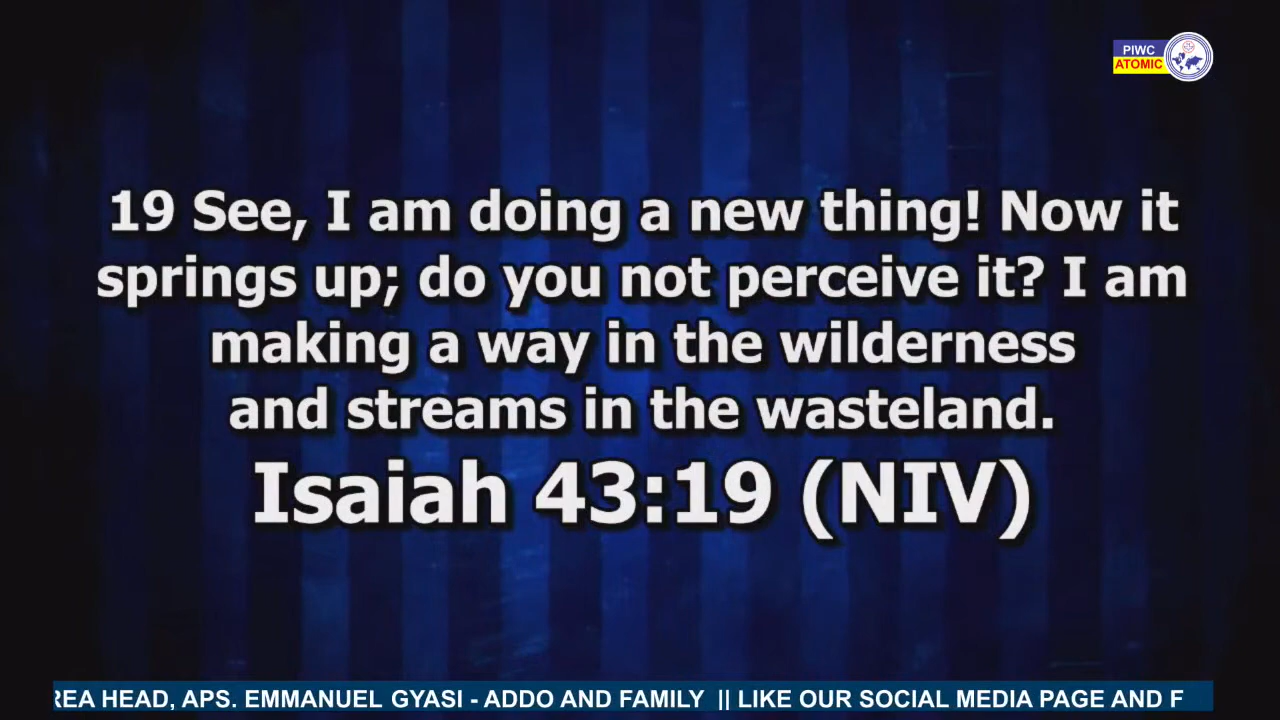 PIWC
ATOMIC
19 See, I am doing a new thing! Now it
springs up; do you not perceive it? I am
making a way in the wilderness
and streams in the wasteland.
Isaiah 43:19 (NIV)
REA HEAD, APS. EMMANUEL GYASI - ADDO AND FAMILY || LIKE OUR SOCIAL MEDIA PAGE AND F